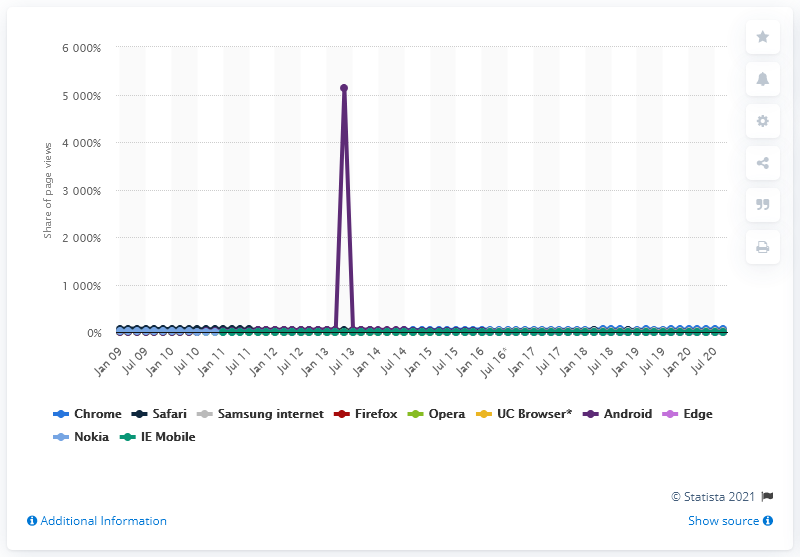 6 000%
5 000%
4 000%
3 000%
2 000%
1 000%
0%
Share of page views
Jan 09
Jul 09
Jan 10
Jul 10
Jan 11
Jul 11
Jan 12
Jul 12
Jan 13
Jul 13
Jan 14
Jul 14
Jan 15
Jul 15
Jan 16
Jul 16*
Jan 17
Jul 17
Jan 18
Jul 18
Jan 19
Jul 19
Jan 20
Jul 20
Chrome Safari Samsung internet Firefox Opera UC Browser* Android Edge
Nokia IE Mobile
© Statista 2021
Additional Information Show source